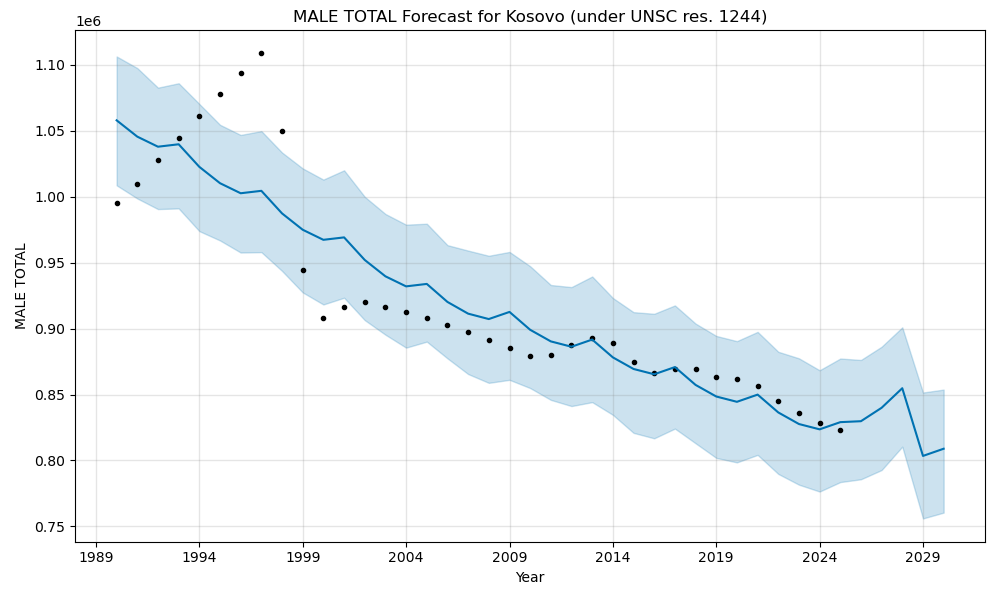 MALE TOTAL Forecast for Kosovo (under UNSC res. 1244)
1e6
1.10
1.05
1.00
0.95
0.90
0.85
0.80
0.75
MALE TOTAL
1989 1994 1999 2004 2009 2014 2019 2024 2029
Year